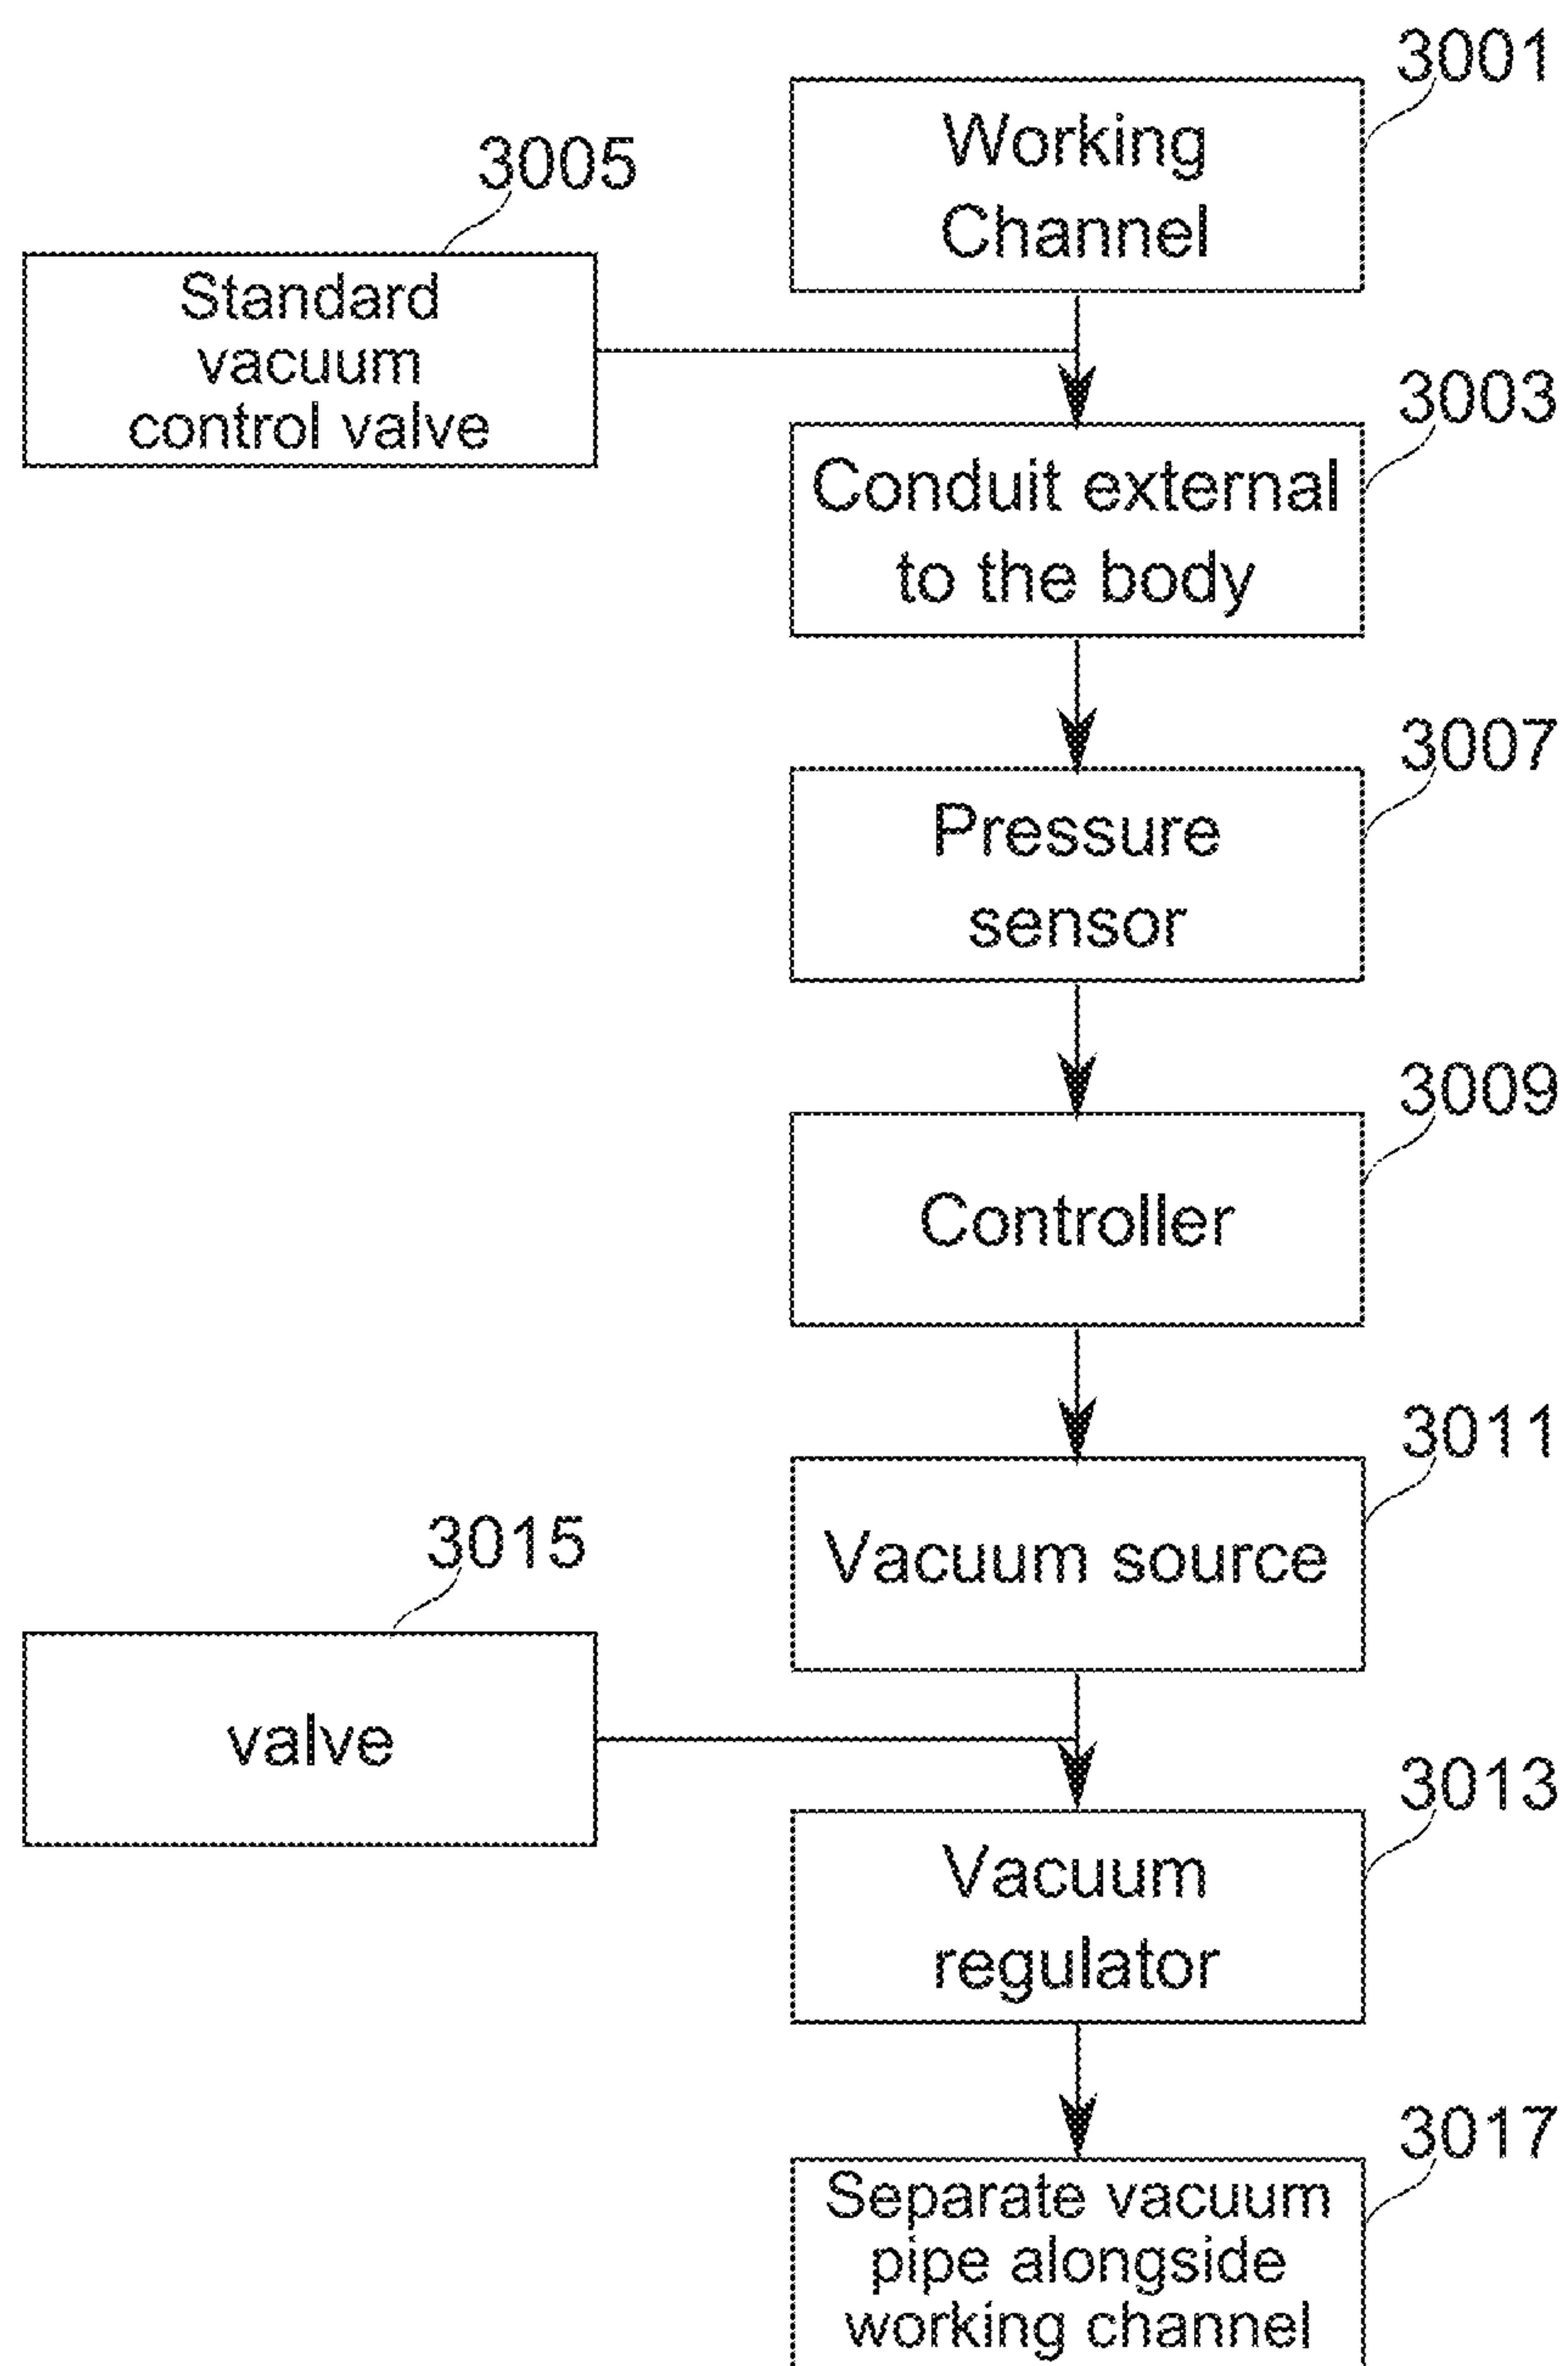 3001
Working
Channel
3005
Standard
vacuum
control valve
3003
Conduit external
to the body
3007
Pressure
sensor
3009
Controller
3011
Vacuum source
3015
valve
3013
Vacuum
regulator
3017
Separate vacuum
pipe alongside
working channel